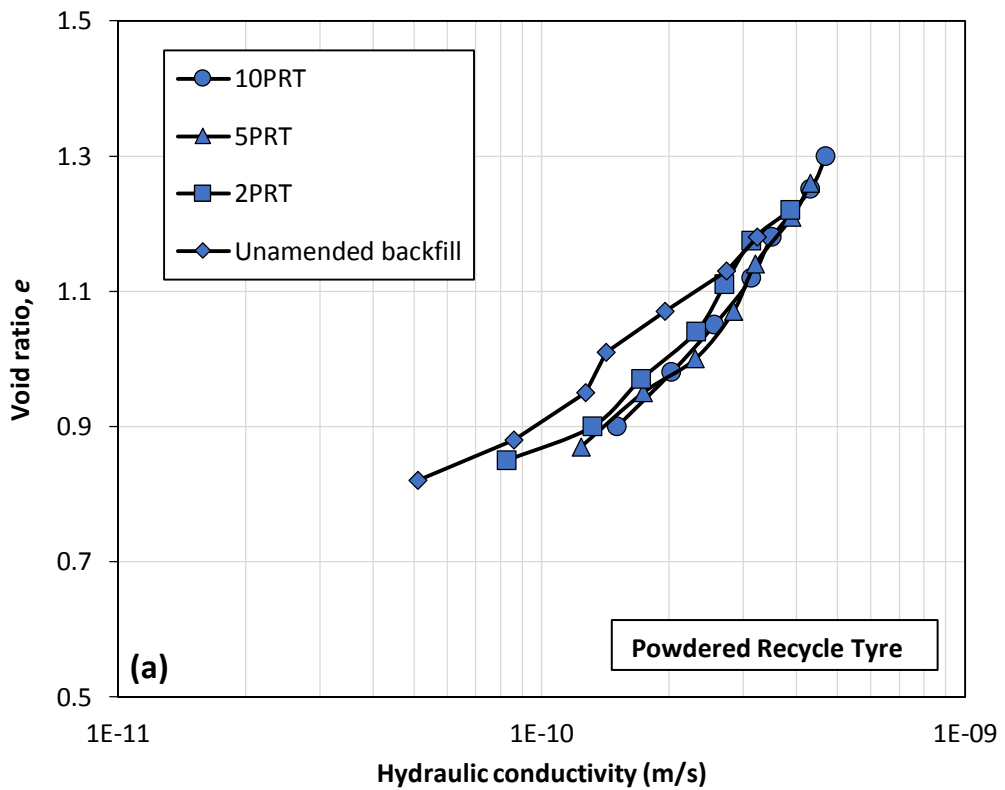 1.5
1.3
1.1
0.9
0.7
0.5
Void ratio, e
10PRT
5PRT
2PRT
Unamended backfill
(a)
Powdered Recycle Tyre
1E-11
1E-10
1E-09
Hydraulic conductivity (m/s)